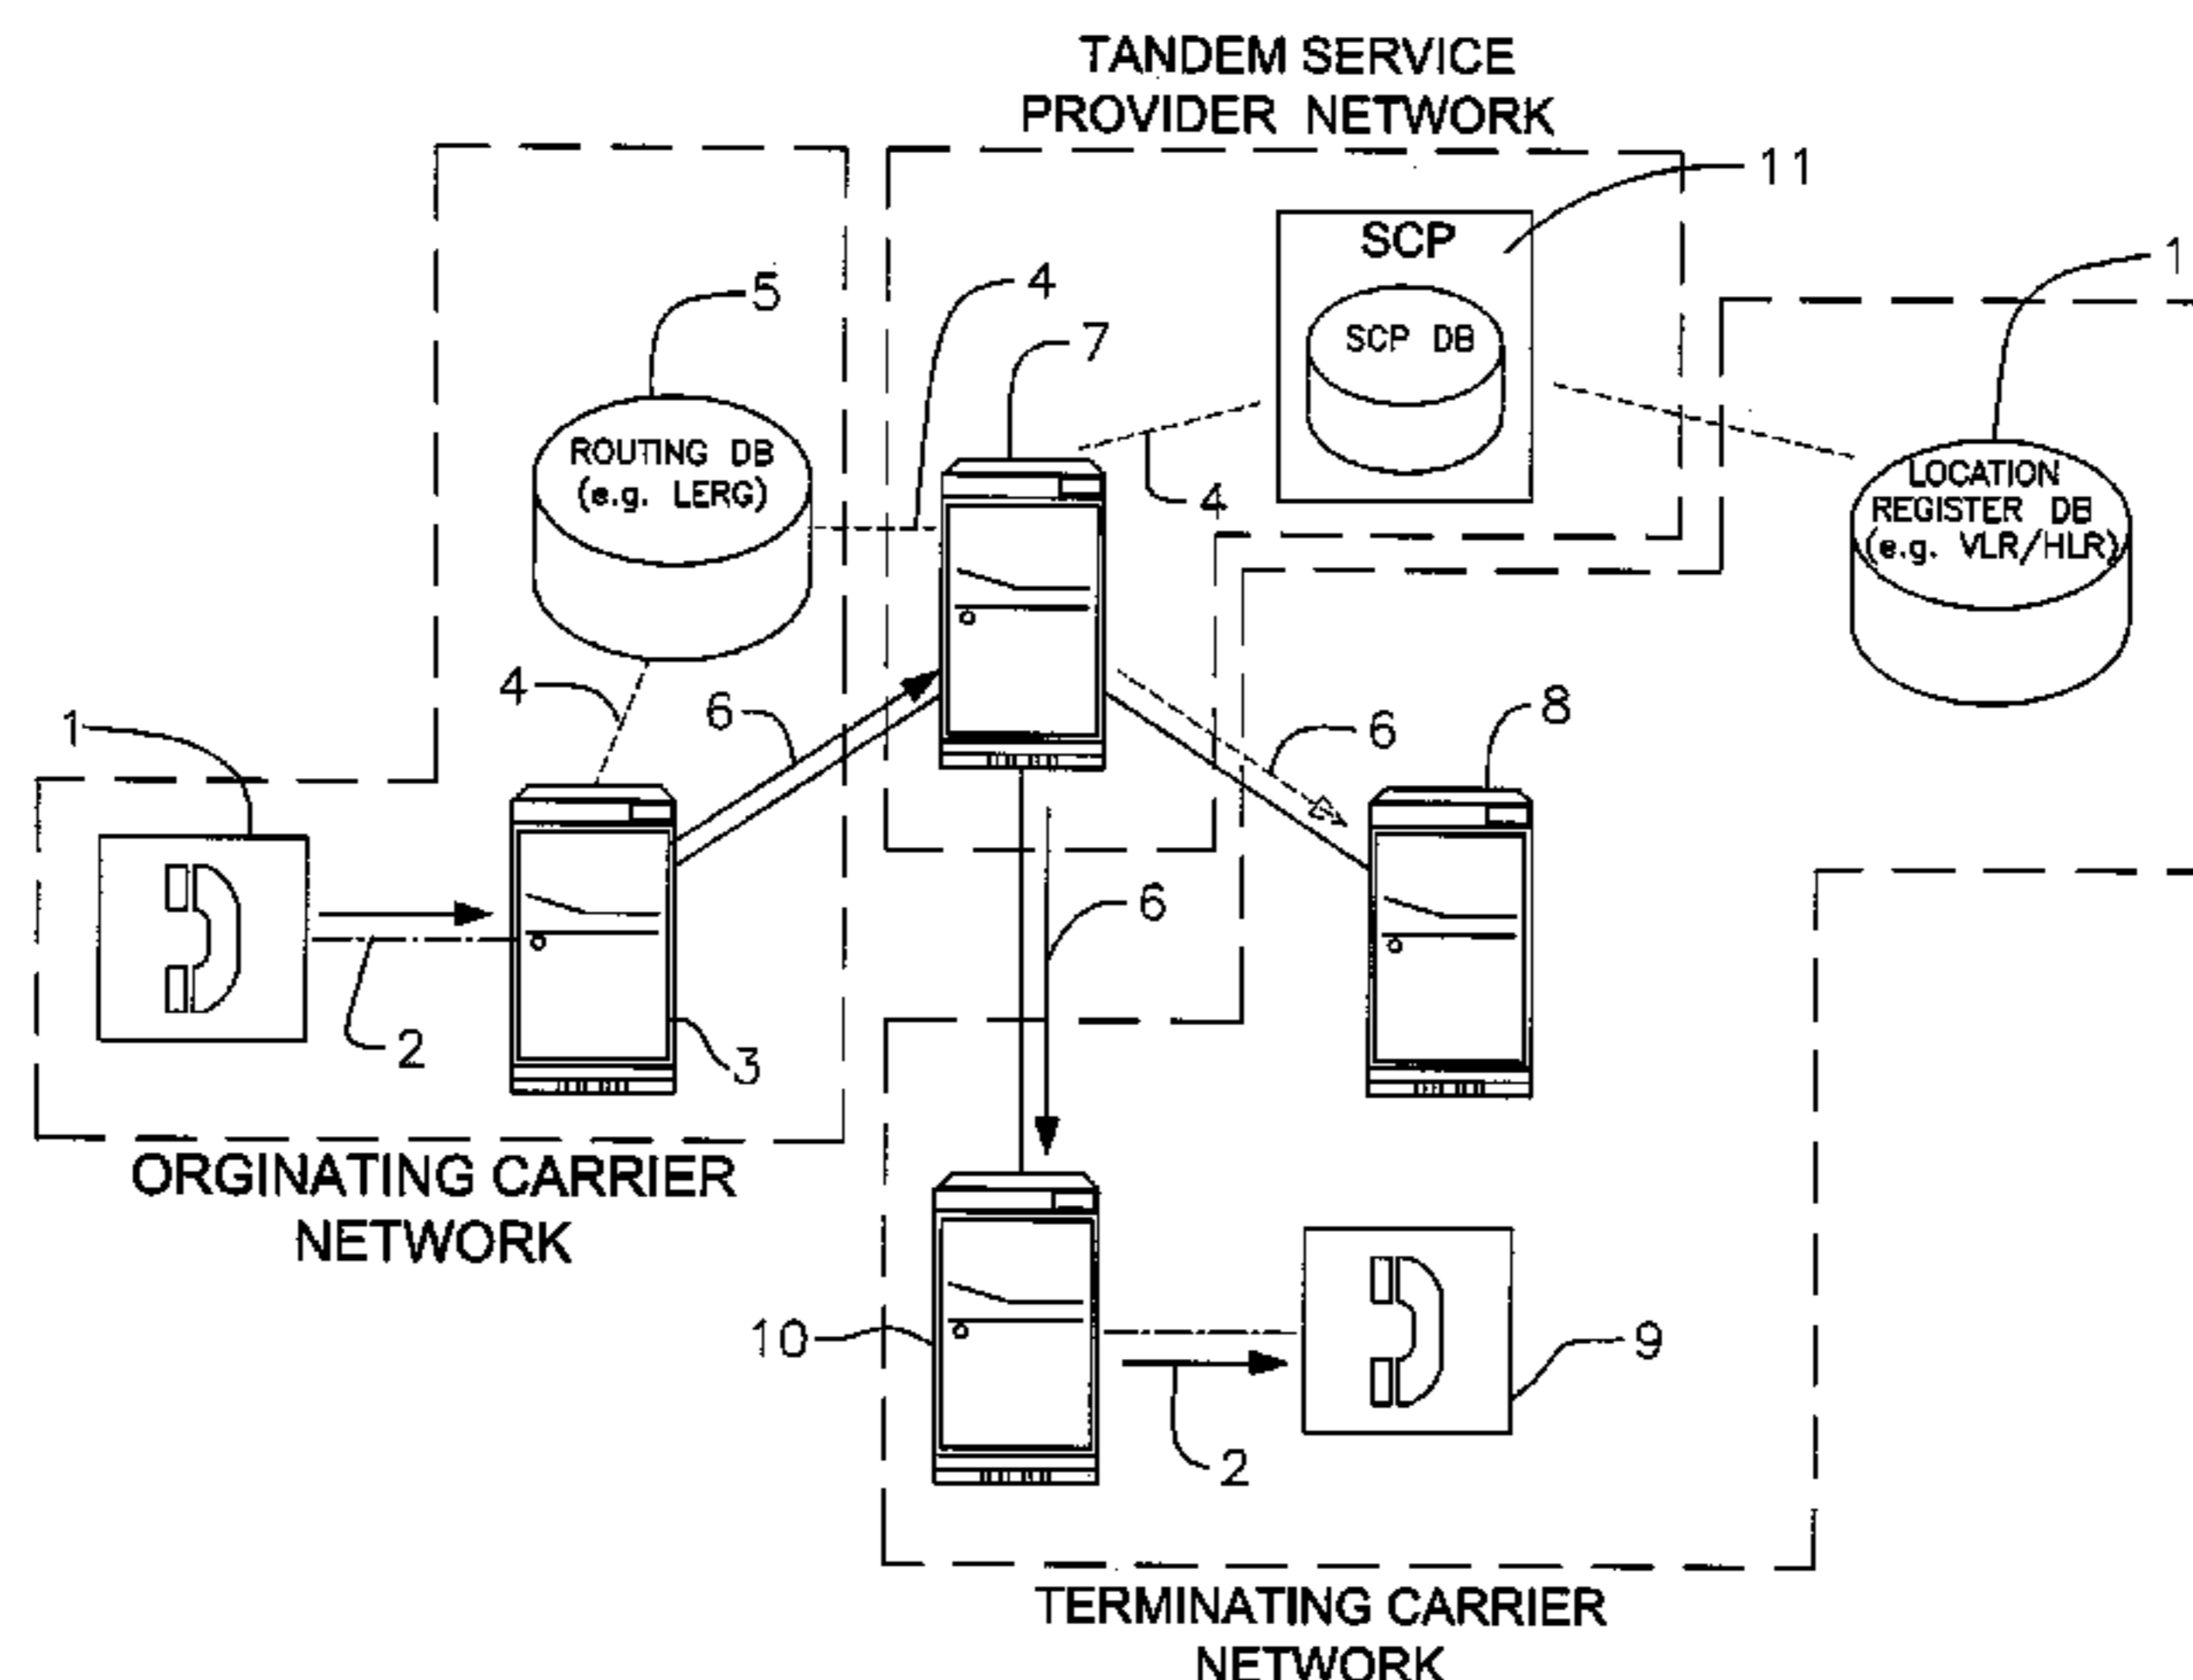 TANDEM SERVICE
PROVIDER NETWORK
11
SCP
1
5
4
7
SCP DB
ROUTING DB
(e.g. LERG)
4
LOCATION
REGISTER DB
(e.g. VLR/HLR)
4
6
6
8
1
6
2
3
ORGINATING CARRIER
NETWORK
10
9
2
TERMINATING CARRIER
NETWORK